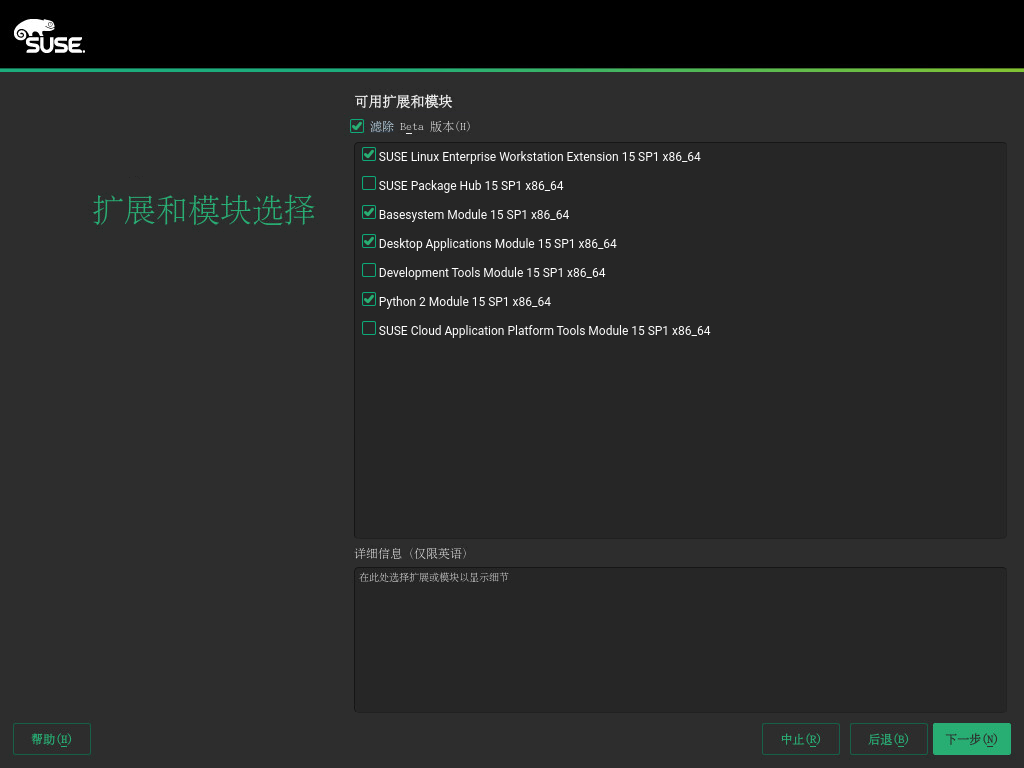 SUSE.
可用扩展和模块
滤除 Beta 版本(H)
SUSE Linux Enterprise Workstation Extension 15 SP1 x86_64
SUSE Package Hub 15 SP1 x86_64
扩展和模块选择
Basesystem Module 15 SP1 x86_64
Desktop Applications Module 15 SP1 x86_64
Development Tools Module 15 SP1 x86_64
Python 2 Module 15 SP1 x86_64
SUSE Cloud Application Platform Tools Module 15 SP1 x86_64
详细信息（仅限英语）
在此处选择扩展或模块以显示细节
帮助(H)
中止(R)
后退(B)
下一步(N)